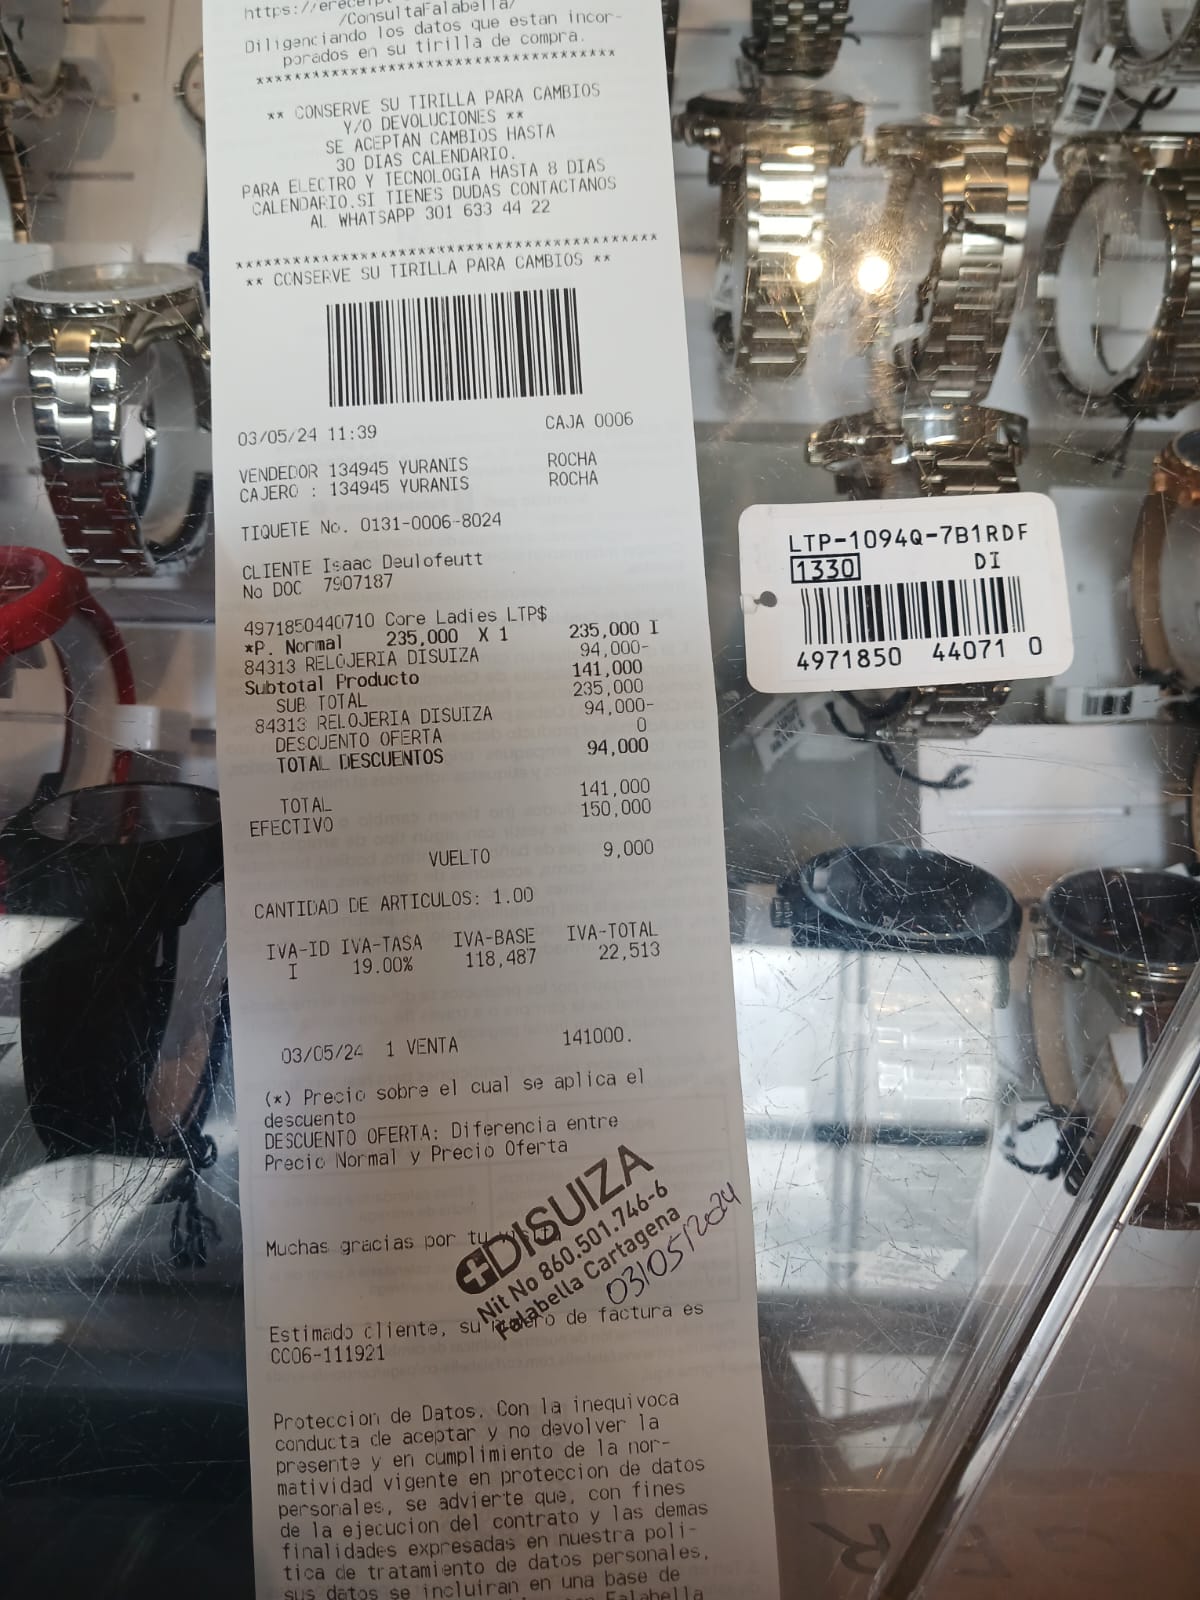 /ConsultaFalabella/
Diligenciando los datos que estan incor-
porados en su tirilla de compra.
***************************************
** CONSERVE SU TIRILLA PARA CAMBIOS
Y/O DEVOLUCIONES **
SE ACEPTAN CAMBIOS HASTA
30 DIAS CALENDARIO.
PARA ELECTRO Y TECNOLOGIA HASTA 8 DIAS
CALENDARIO.SI TIENES DUDAS CONTACTANOS
AL WHATSAPP 301 633 44 22
***************************************
** CONSERVE SU TIRILLA PARA CAMBIOS **
03/05/24 11:39 CAJA 0006
VENDEDOR 134945 YURANIS ROCHA
CAJERO : 134945 YURANIS ROCHA
TIQUETE No. 0131-0006-8024
CLIENTE Isaac Deulofeutt
No DOC 7907187
4971850440710 Core Ladies LTP$
*P. Normal 235,000 X 1 235,000 I
84313 RELOJERIA DISUIZA 94,000-
Subtotal Producto 141,000
SUB TOTAL 235,000
84313 RELOJERIA DISUIZA 94,000-
DESCUENTO OFERTA 0
TOTAL DESCUENTOS 94,000
TOTAL 141,000
EFECTIVO 150,000
VUELTO 9,000
CANTIDAD DE ARTICULOS: 1.00
IVA-ID IVA-TASA IVA-BASE IVA-TOTAL
I 19.00% 118,487 22,513
03/05/24 1 VENTA 141000.
(*) Precio sobre el cual se aplica el
descuento
DESCUENTO OFERTA: Diferencia entre
Precio Normal y Precio Oferta
Muchas gracias por tu
DISUIZA
Nit No 860.501.746-6
Falabella Cartagena
03/05/2024
Estimado cliente, su número de factura es
CC06-111921
Proteccion de Datos. Con la inequivoca
conducta de aceptar y no devolver la
presente y en cumplimiento de la nor-
matividad vigente en proteccion de datos
personales, se advierte que, con fines
de la ejecucion del contrato y las demas
finalidades expresadas en nuestra poli-
tica de tratamiento de datos personales,
sus datos se incluiran en una base de
Falabella
LTP-1094Q-7B1RDF
1330 DI
4971850 44071 0